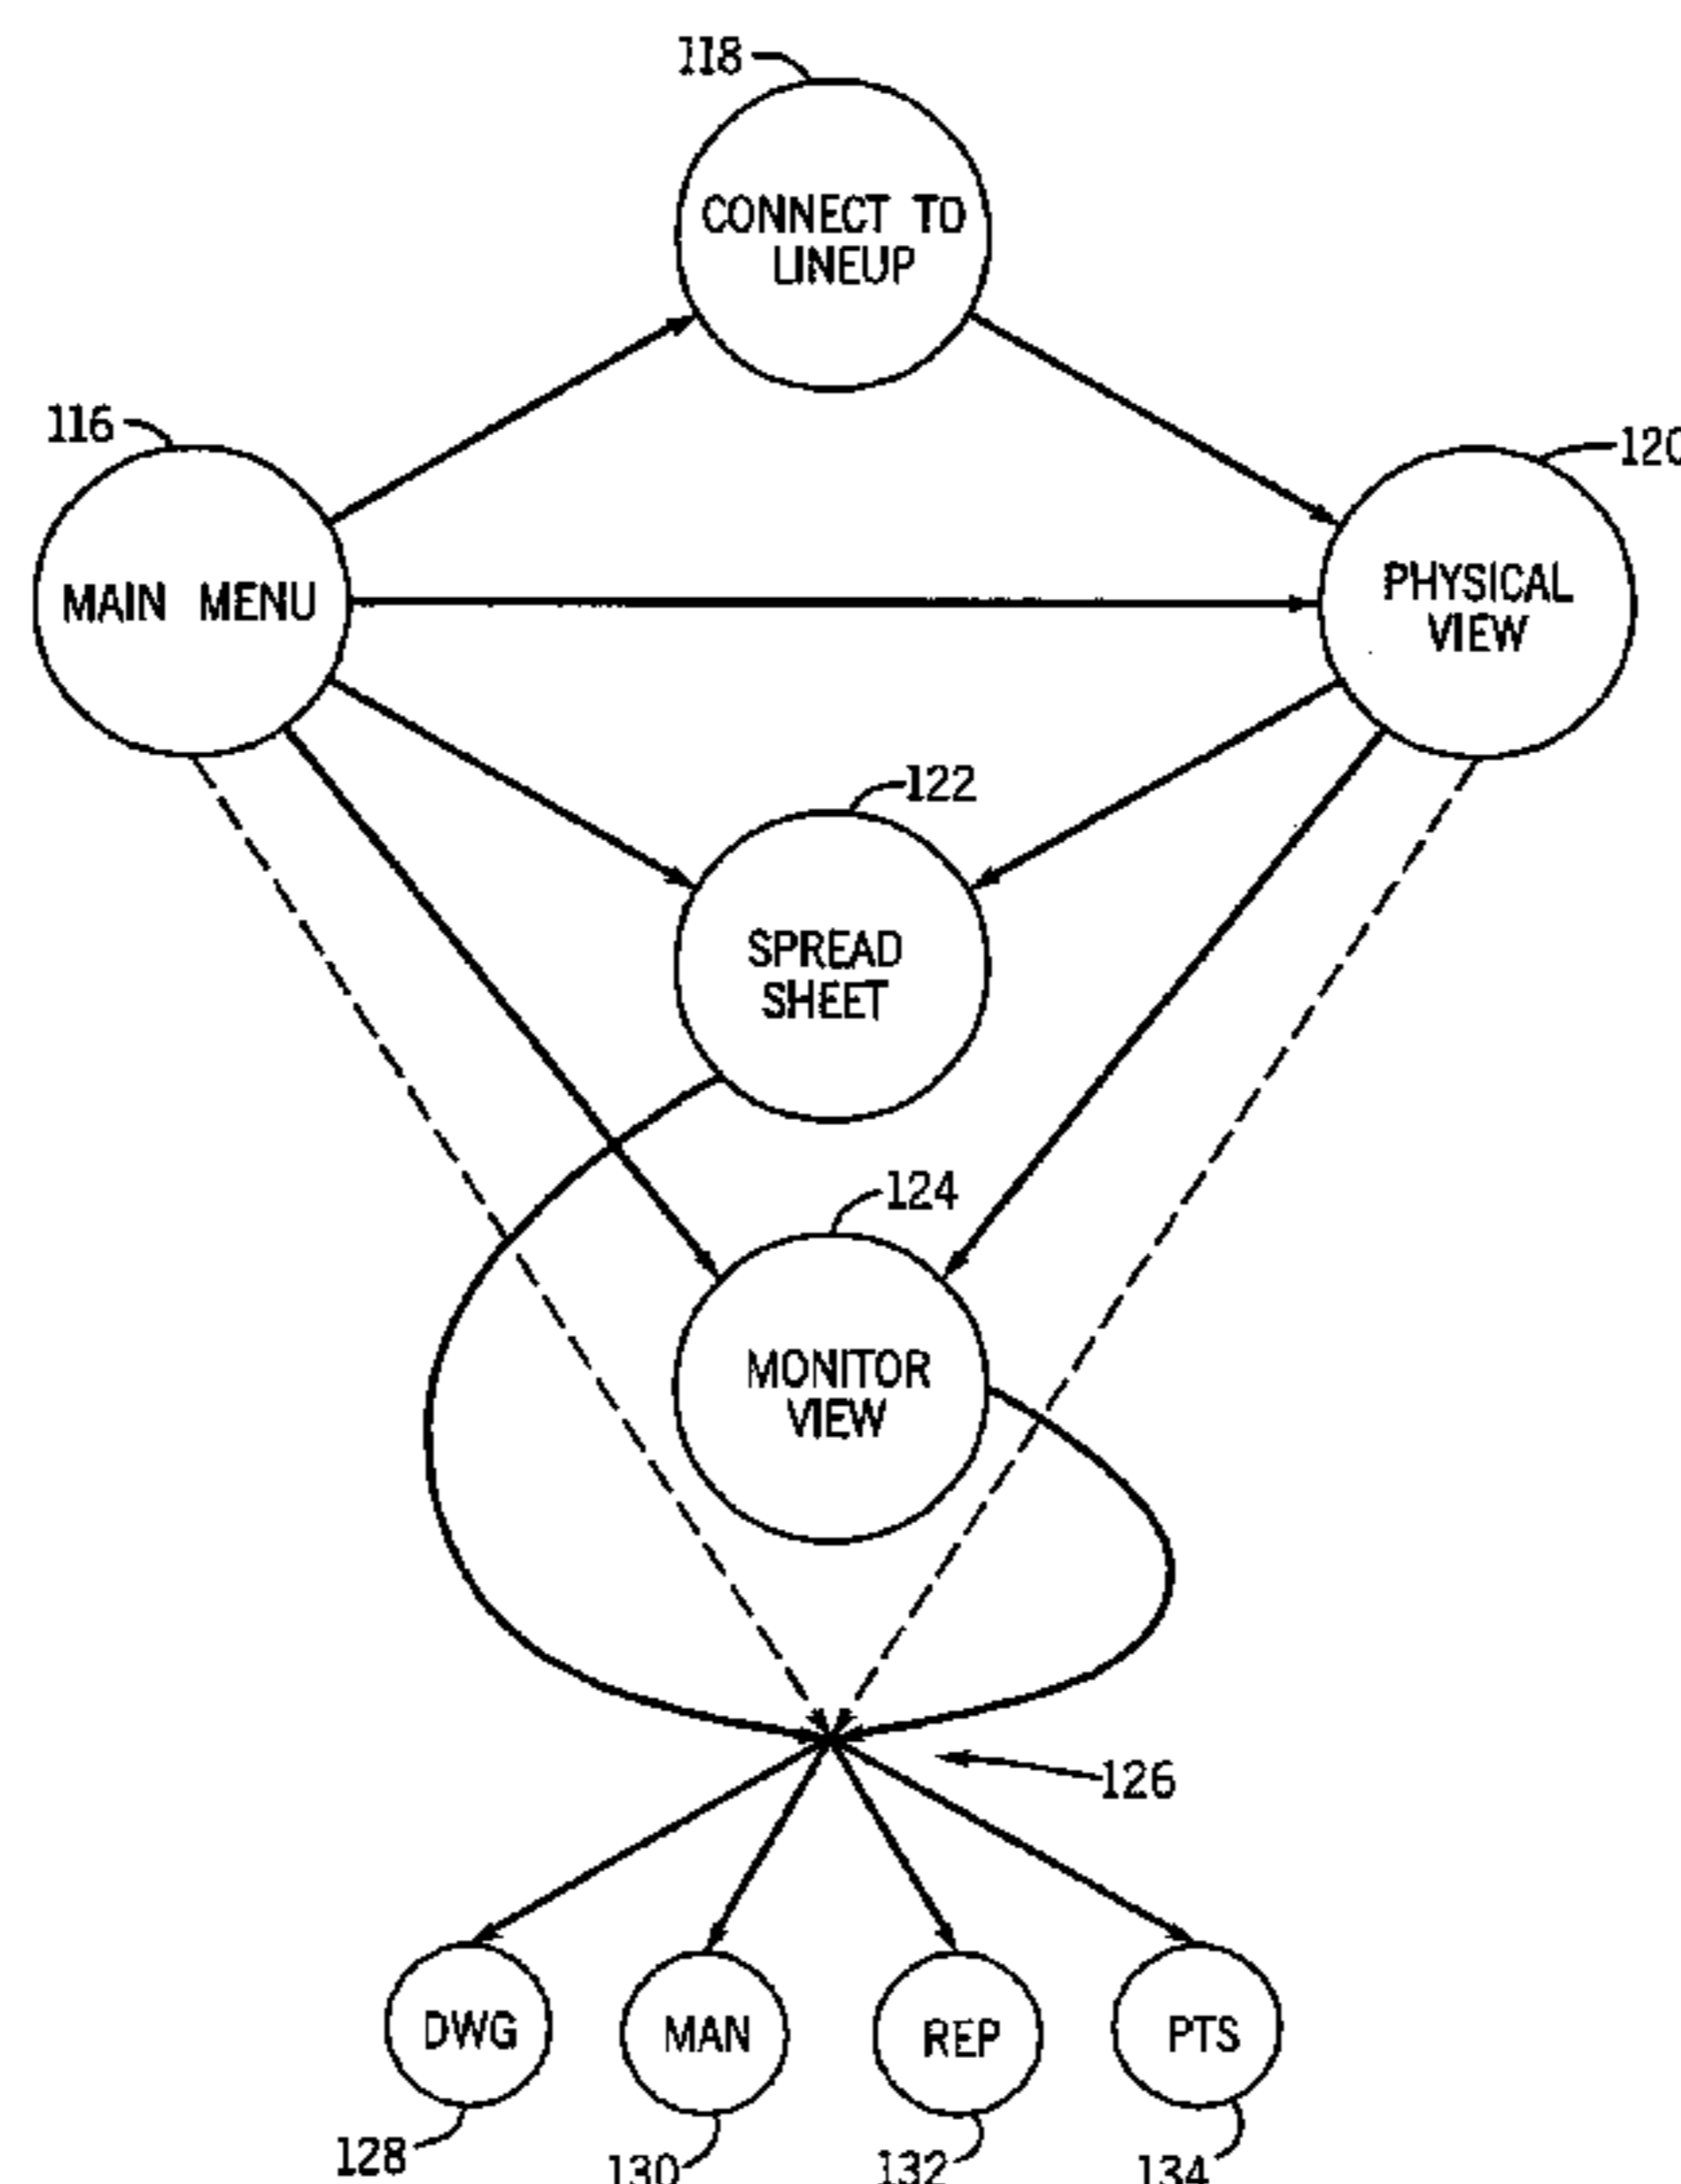 118
CONNECT TO
LINEUP
116
120
MAIN MENU
PHYSICAL
VIEW
122
SPREAD
SHEET
124
MONITOR
VIEW
126
DWG
MAN
REP
PTS
128
130
132
134